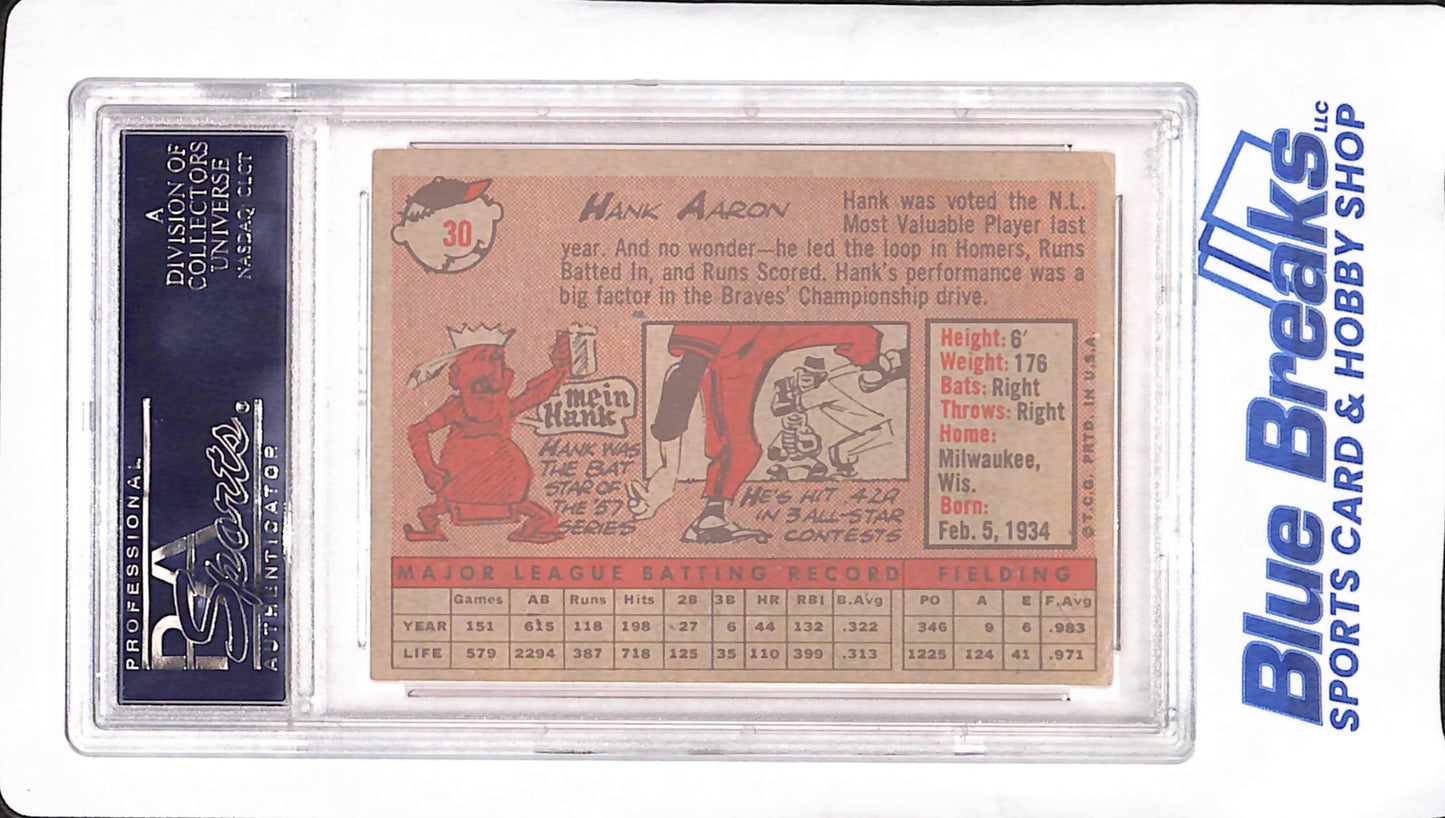 A
DIVISION OF
COLLECTORS
UNIVERSE
NASDAQ: CLCT
PROFESSIONAL
PSA
Sports
AUTHENTICATOR
30
HANK AARON
Hank was voted the N.L.
Most Valuable Player last
year. And no wonder—he led the loop in Homers, Runs
Batted In, and Runs Scored. Hank's performance was a
big factor in the Braves' Championship drive.
mein
Hank
HANK WAS
THE BAT
STAR OF
THE '57
SERIES
HE'S HIT .429
IN 3 ALL-STAR
CONTESTS
Height: 6'
Weight: 176
Bats: Right
Throws: Right
Home:
Milwaukee,
Wis.
Born:
Feb. 5, 1934
© T.C.G. PRTD. IN U.S.A.
MAJOR LEAGUE BATTING RECORD FIELDING
Games AB Runs Hits 2B 3B HR RBI B.Avg PO A E F.Avg
YEAR 151 615 118 198 27 6 44 132 .322 346 9 6 .983
LIFE 579 2294 387 718 125 35 110 399 .313 1225 124 41 .971
Blue Breaks LLC
SPORTS CARD & HOBBY SHOP